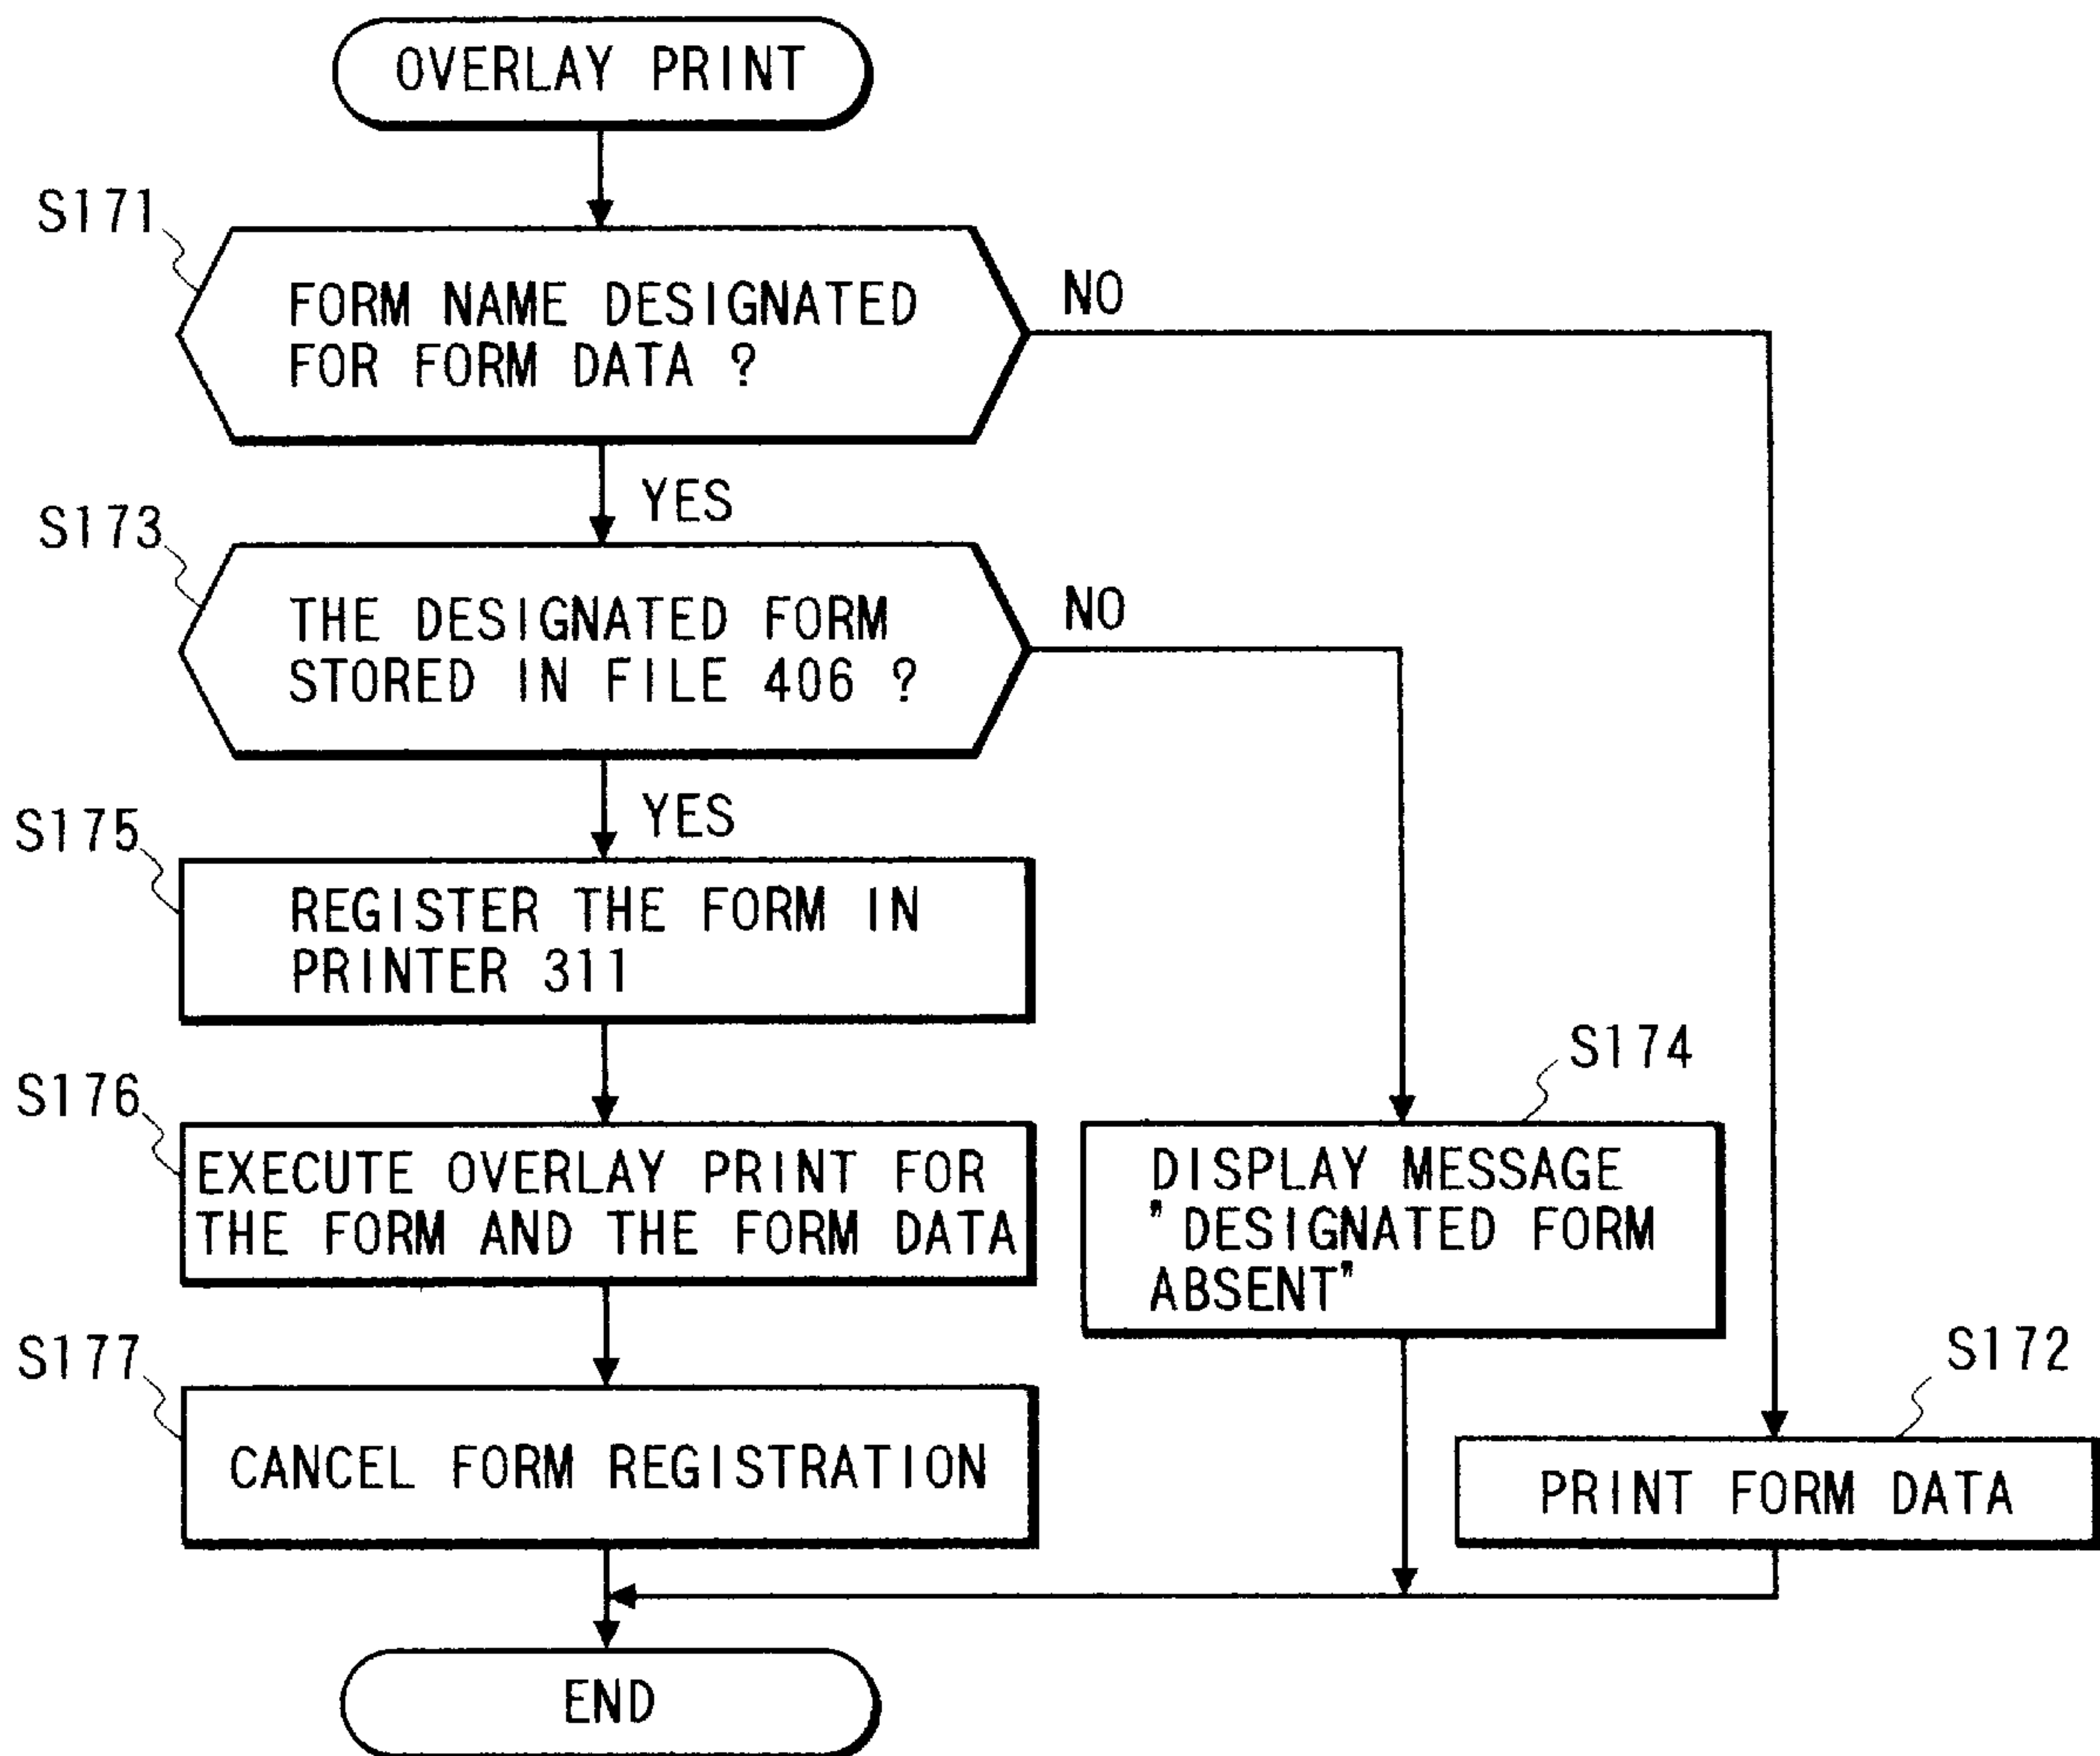 OVERLAY PRINT
S171
FORM NAME DESIGNATED
FOR FORM DATA ?
NO
YES
S173
THE DESIGNATED FORM
STORED IN FILE 406 ?
NO
YES
S175
REGISTER THE FORM IN
PRINTER 311
S176
EXECUTE OVERLAY PRINT FOR
THE FORM AND THE FORM DATA
S174
DISPLAY MESSAGE
"DESIGNATED FORM
ABSENT"
S177
CANCEL FORM REGISTRATION
S172
PRINT FORM DATA
END